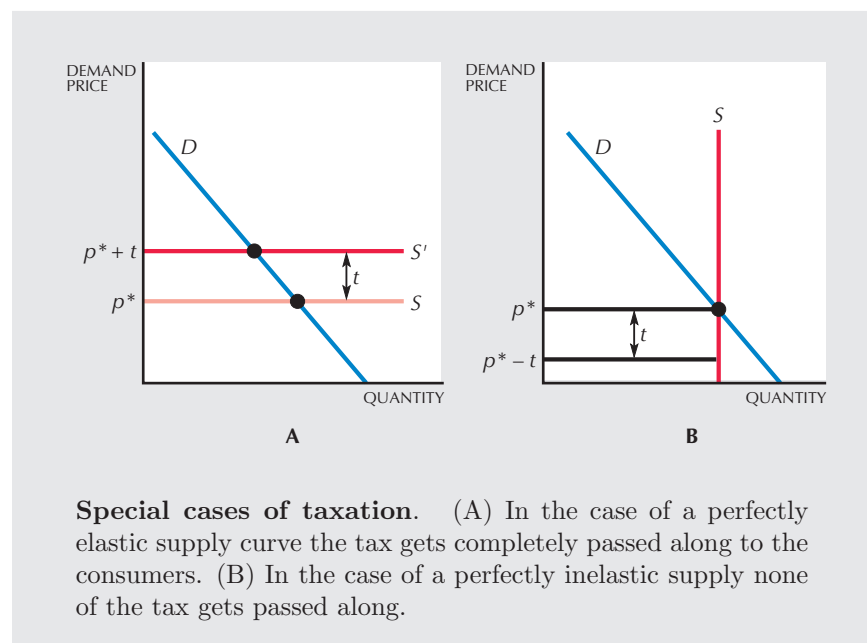 DEMAND
PRICE
D
p* + t
S'
t
p*
S
QUANTITY
A
DEMAND
PRICE
S
D
p*
t
p* – t
QUANTITY
B
Special cases of taxation. (A) In the case of a perfectly
elastic supply curve the tax gets completely passed along to the
consumers. (B) In the case of a perfectly inelastic supply none
of the tax gets passed along.